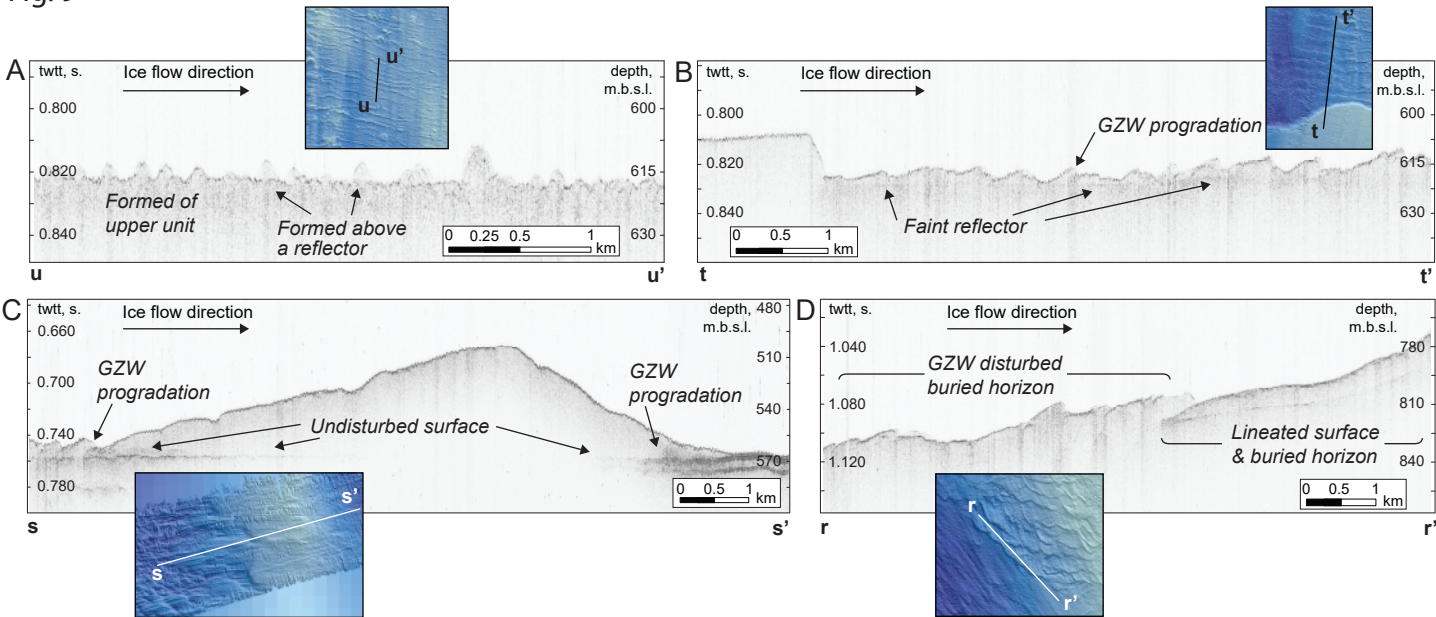 A
twtt, s.
Ice flow direction
depth,
m.b.s.l.
0.800
0.820
0.840
600
615
630
u'
u
Formed of
upper unit
Formed above
a reflector
0 0.25 0.5 1
km
u
u'
B
twtt, s.
Ice flow direction
depth,
m.b.s.l.
0.800
0.820
0.840
600
615
630
t'
t
GZW progradation
Faint reflector
0 0.5 1
km
t
t'
C
twtt, s.
Ice flow direction
depth,
m.b.s.l.
0.660
0.700
0.740
0.780
480
510
540
570
GZW
progradation
GZW
progradation
Undisturbed surface
0 0.5 1
km
s
s'
s
s'
D
twtt, s.
Ice flow direction
depth,
m.b.s.l.
1.040
1.080
1.120
780
810
840
GZW disturbed
buried horizon
Lineated surface
& buried horizon
0 0.5 1
km
r
r'
r
r'